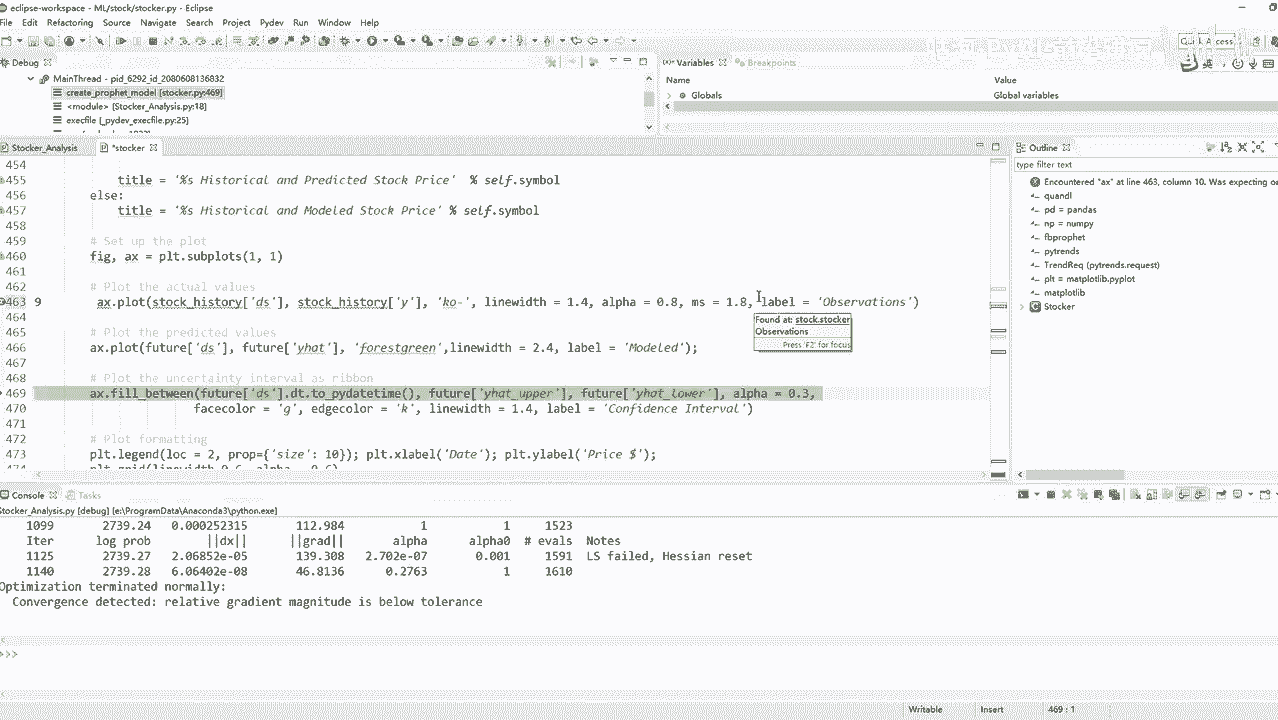 eclipse-workspace - ML/stock/stocker.py - Eclipse
File Edit Refactoring Source Navigate Search Project Pydev Run Window Help
Debug
MainThread - pid_6292_id_2080608136832
create_prophet_model [stocker.py:469]
<module> [Stocker_Analysis.py:18]
execfile [_pydev_execfile.py:25]
Variables Breakpoints
Name Value
Globals Global variables
Stocker_Analysis *stocker
454
455 title = '%s Historical and Predicted Stock Price' % self.symbol
456 else:
457 title = '%s Historical and Modeled Stock Price' % self.symbol
458
459 # Set up the plot
460 fig, ax = plt.subplots(1, 1)
461
462 # Plot the actual values
463 9 ax.plot(stock_history['ds'], stock_history['y'], 'ko-', linewidth = 1.4, alpha = 0.8, ms = 1.8, label = 'Observations')
464
465 # Plot the predicted values
466 ax.plot(future['ds'], future['yhat'], 'forestgreen',linewidth = 2.4, label = 'Modeled');
467
468 # Plot the uncertainty interval as ribbon
469 ax.fill_between(future['ds'].dt.to_pydatetime(), future['yhat_upper'], future['yhat_lower'], alpha = 0.3,
470 facecolor = 'g', edgecolor = 'k', linewidth = 1.4, label = 'Confidence Interval')
471
472 # Plot formatting
473 plt.legend(loc = 2, prop={'size': 10}); plt.xlabel('Date'); plt.ylabel('Price $');
Found at: stock.stocker
Observations
Press 'F2' for focus
Outline
type filter text
Encountered "ax" at line 463, column 10. Was expecting
quandl
pd = pandas
np = numpy
fbprophet
pytrends
TrendReq (pytrends.request)
plt = matplotlib.pyplot
matplotlib
Stocker
Console Tasks
Stocker_Analysis.py [debug] [e:\ProgramData\Anaconda3\python.exe]
1099 2739.24 0.000252315 112.984 1 1 1523
Iter log prob ||dx|| ||grad|| alpha alpha0 # evals Notes
1125 2739.27 2.06852e-05 139.308 2.702e-07 0.001 1591 LS failed, Hessian reset
1140 2739.28 6.06402e-08 46.8136 0.2763 1 1610
Optimization terminated normally:
Convergence detected: relative gradient magnitude is below tolerance
>>>
Writable Insert 469 : 1